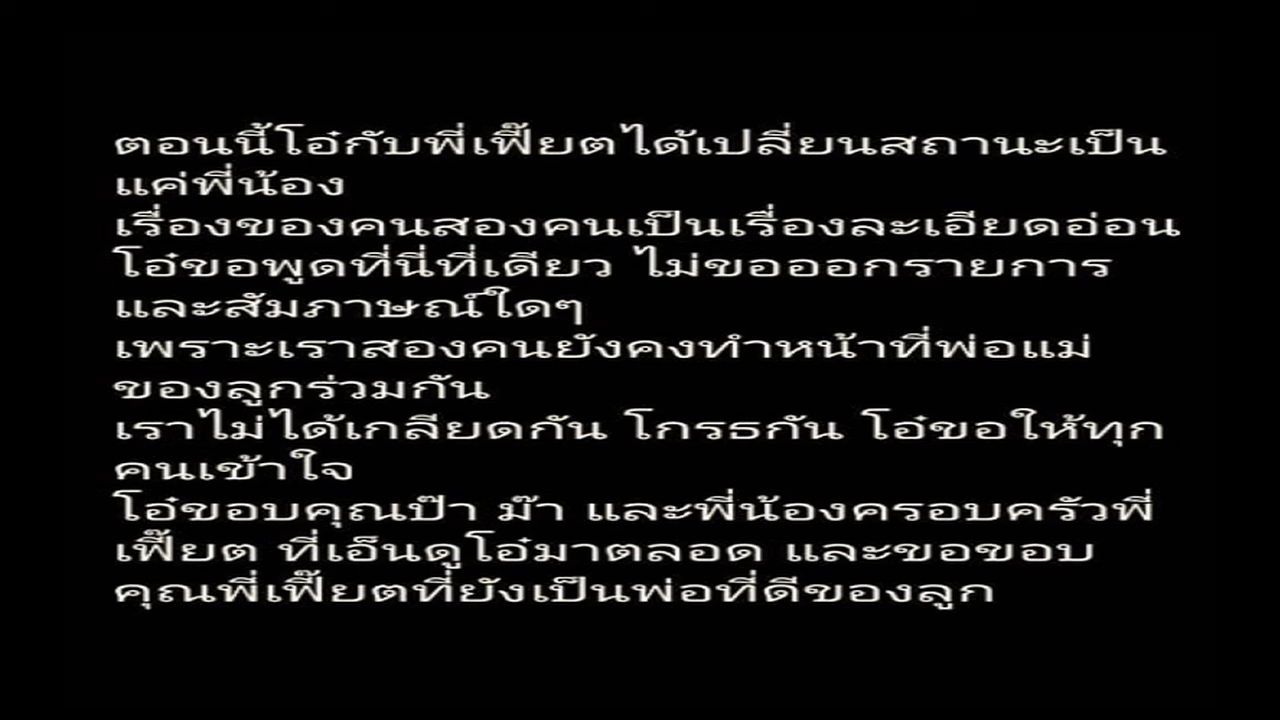 ตอนนี้โอ๋กับพี่เฟี๊ยตได้เปลี่ยนสถานะเป็น
แค่พี่น้อง
เรื่องของคนสองคนเป็นเรื่องละเอียดอ่อน
โอ๋ขอพูดที่นี่ที่เดียว ไม่ขอออกรายการ
และสัมภาษณ์ใดๆ
เพราะเราสองคนยังคงทำหน้าที่พ่อแม่
ของลูกร่วมกัน
เราไม่ได้เกลียดกัน โกรธกัน โอ๋ขอให้ทุก
คนเข้าใจ
โอ๋ขอบคุณป๊า ม๊า และพี่น้องครอบครัวพี่
เฟี๊ยต ที่เอ็นดูโอ๋มาตลอด และขอขอบ
คุณพี่เฟี๊ยตที่ยังเป็นพ่อที่ดีของลูก